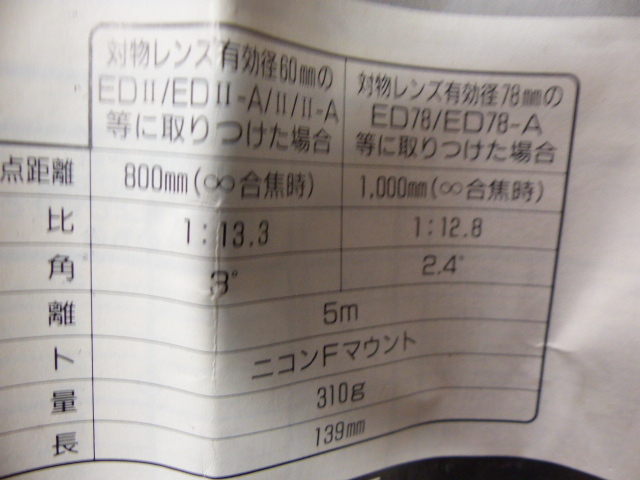 対物レンズ有効径60mmの
EDⅡ/EDⅡ-A/Ⅱ/Ⅱ-A
等に取りつけた場合
対物レンズ有効径78mmの
ED78/ED78-A
等に取りつけた場合
点距離 800mm(∞合焦時) 1,000mm(∞合焦時)
比 1:13.3 1:12.8
角 3° 2.4°
離 5m
ト ニコンFマウント
量 310g
長 139mm